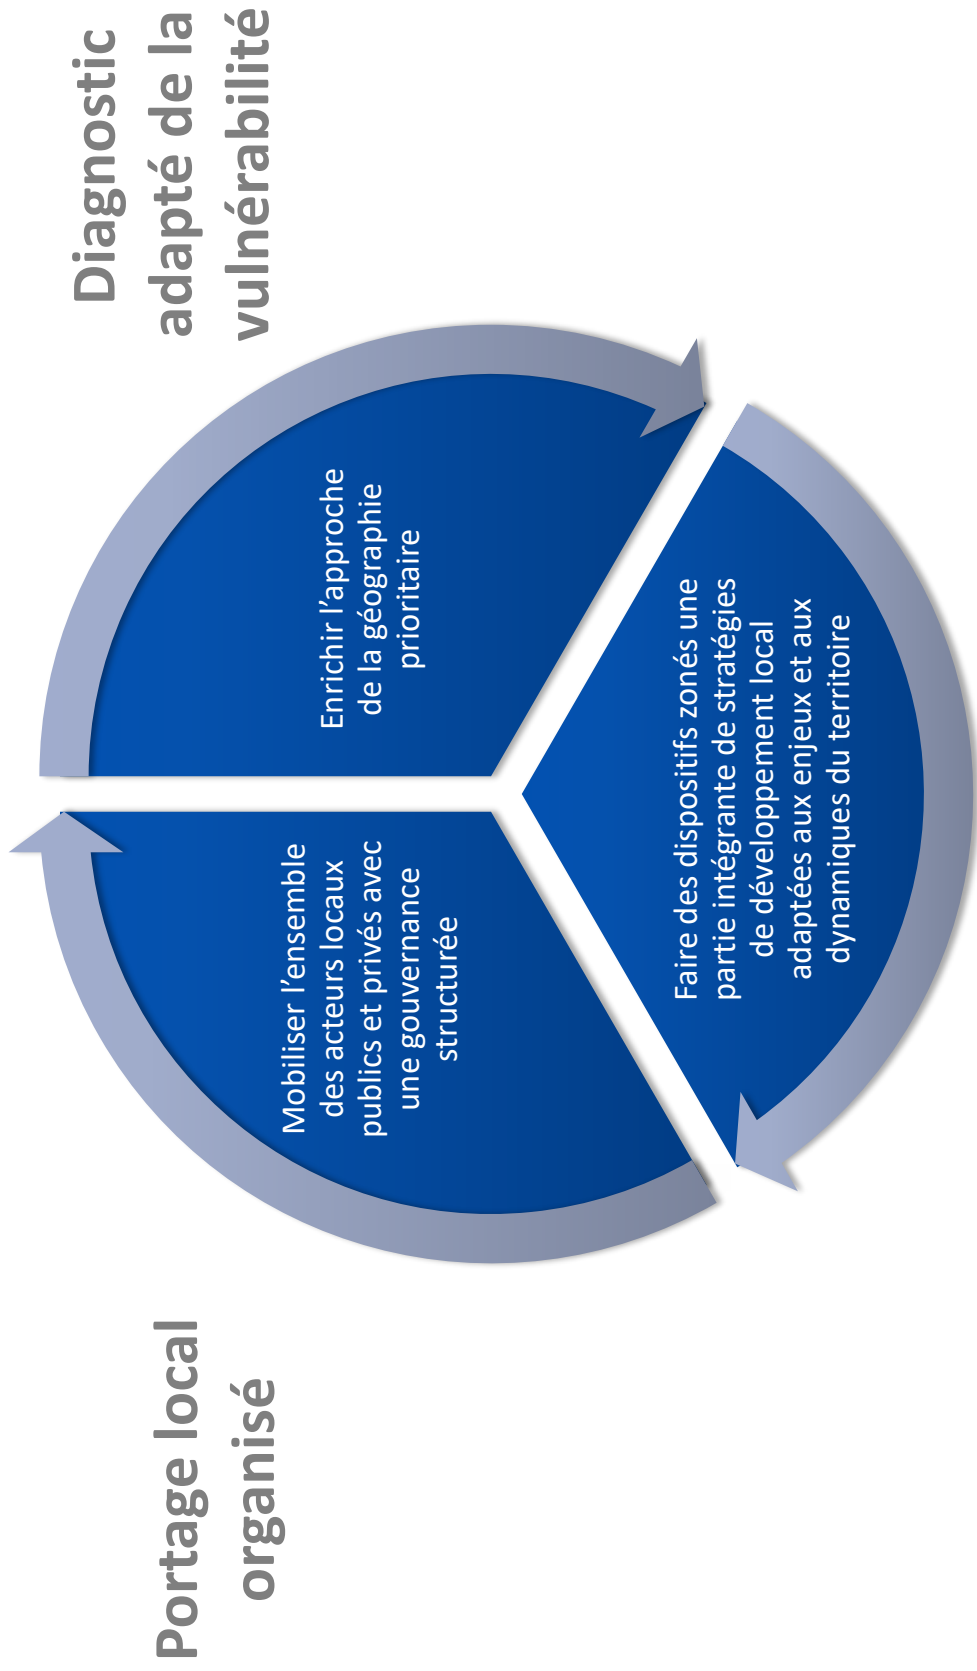 Portage local
organisé
Diagnostic
adapté de la
vulnérabilité
Mobiliser l’ensemble
des acteurs locaux
publics et privés avec
une gouvernance
structurée
Enrichir l’approche
de la géographie
prioritaire
Faire des dispositifs zonés une
partie intégrante de stratégies
de développement local
adaptées aux enjeux et aux
dynamiques du territoire